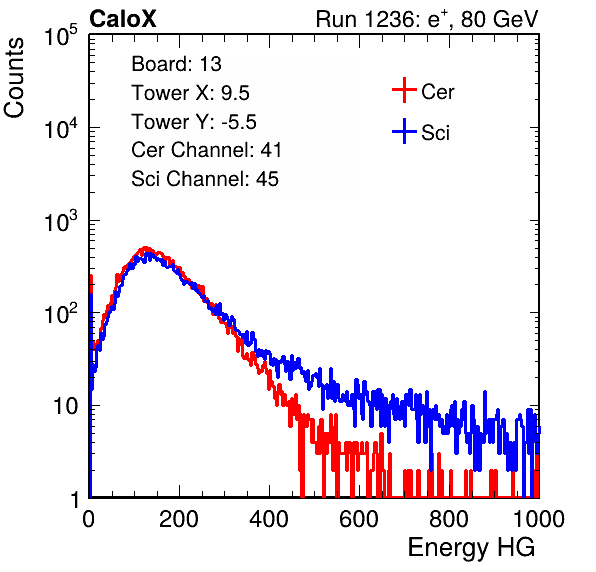 CaloX
Run 1236: e+, 80 GeV
Board: 13
Tower X: 9.5
Tower Y: -5.5
Cer Channel: 41
Sci Channel: 45
Cer
Sci
Counts
10^5
10^4
10^3
10^2
10
1
0 200 400 600 800 1000
Energy HG